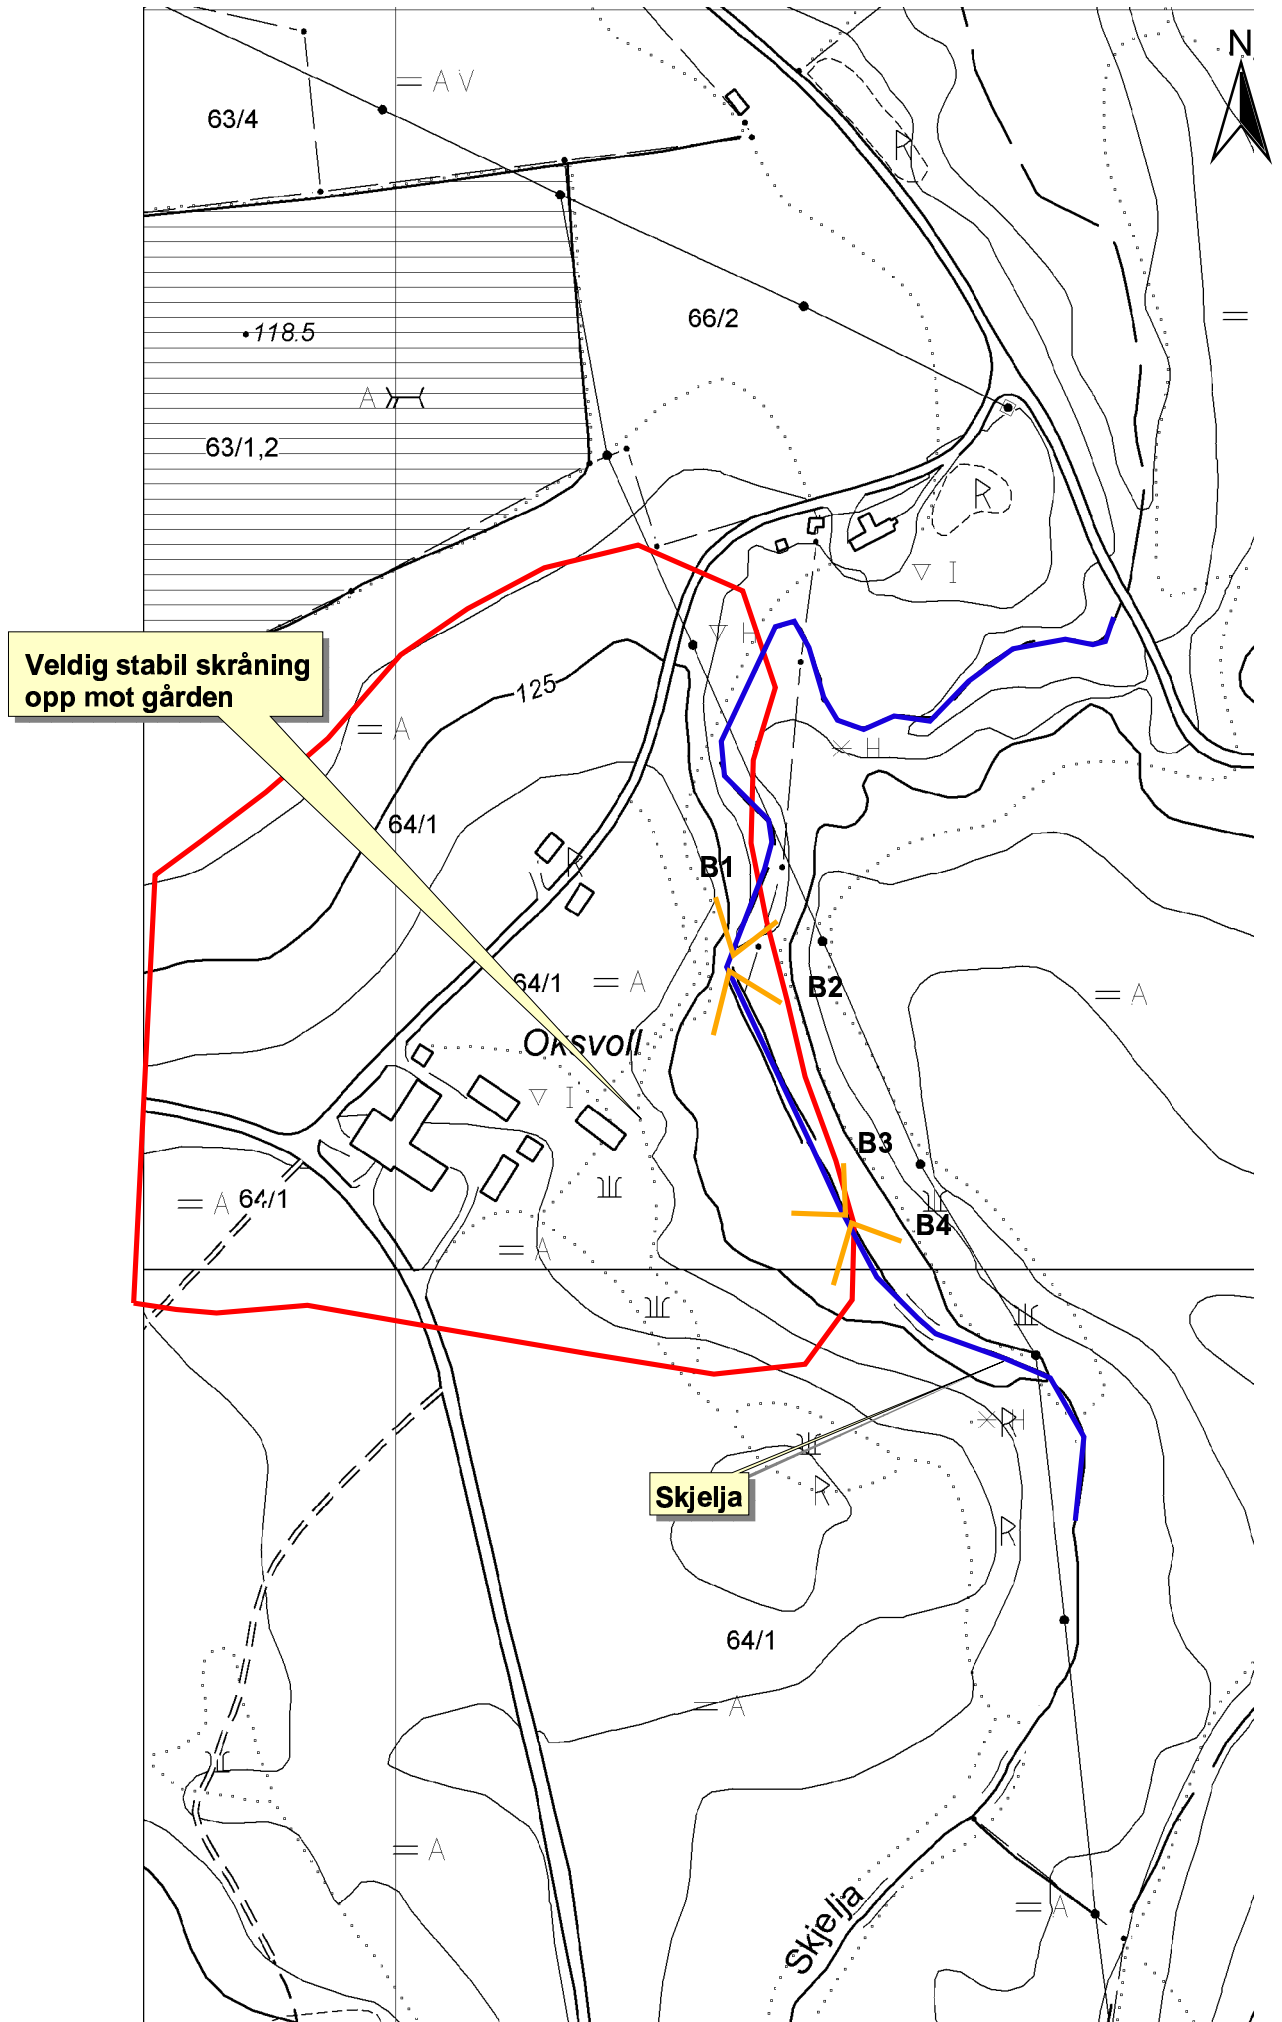 N
= A V
63/4
R
118.5
66/2
=
A
63/1,2
R
▽ I
▽ H
Veldig stabil skråning
opp mot gården
125
= A
H
64/1
R
B1
64/1
= A
B2
= A
Oksvoll
▽ I
B3
= A
64/1
B4
= A
H
R
R
Skjelja
R
64/1
= A
= A
= A
Skjelja